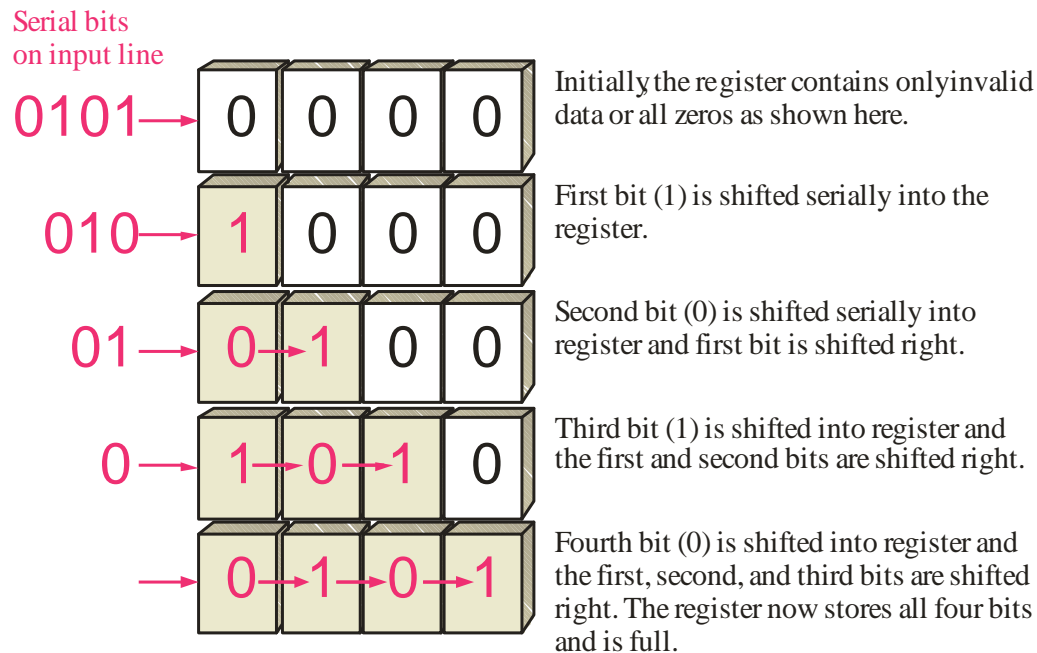 Serial bits
on input line
0101 0 0 0 0
Initially, the register contains onlyinvalid
data or all zeros as shown here.
010 1 0 0 0
First bit (1) is shifted serially into the
register.
01 0 1 0 0
Second bit (0) is shifted serially into
register and first bit is shifted right.
0 1 0 1 0
Third bit (1) is shifted into register and
the first and second bits are shifted right.
0 1 0 1
Fourth bit (0) is shifted into register and
the first, second, and third bits are shifted
right. The register now stores all four bits
and is full.